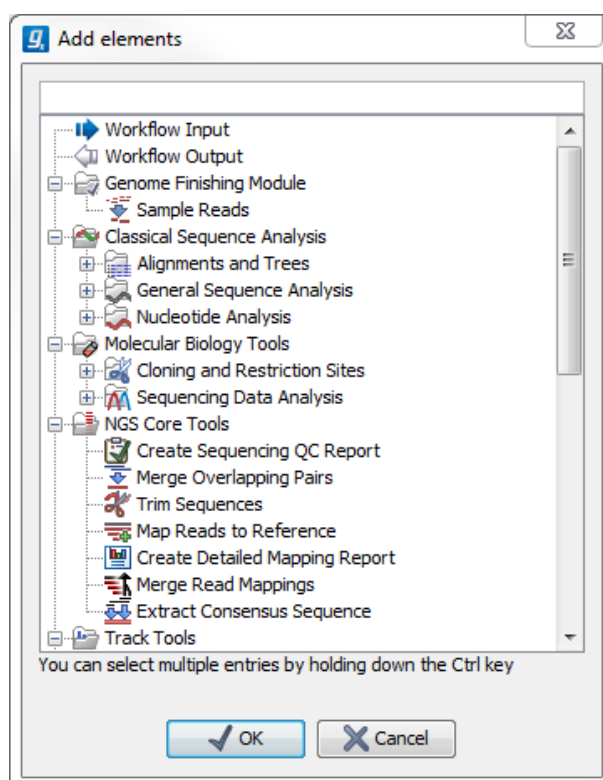 Add elements
Workflow Input
Workflow Output
Genome Finishing Module
Sample Reads
Classical Sequence Analysis
Alignments and Trees
General Sequence Analysis
Nucleotide Analysis
Molecular Biology Tools
Cloning and Restriction Sites
Sequencing Data Analysis
NGS Core Tools
Create Sequencing QC Report
Merge Overlapping Pairs
Trim Sequences
Map Reads to Reference
Create Detailed Mapping Report
Merge Read Mappings
Extract Consensus Sequence
Track Tools
You can select multiple entries by holding down the Ctrl key
OK Cancel